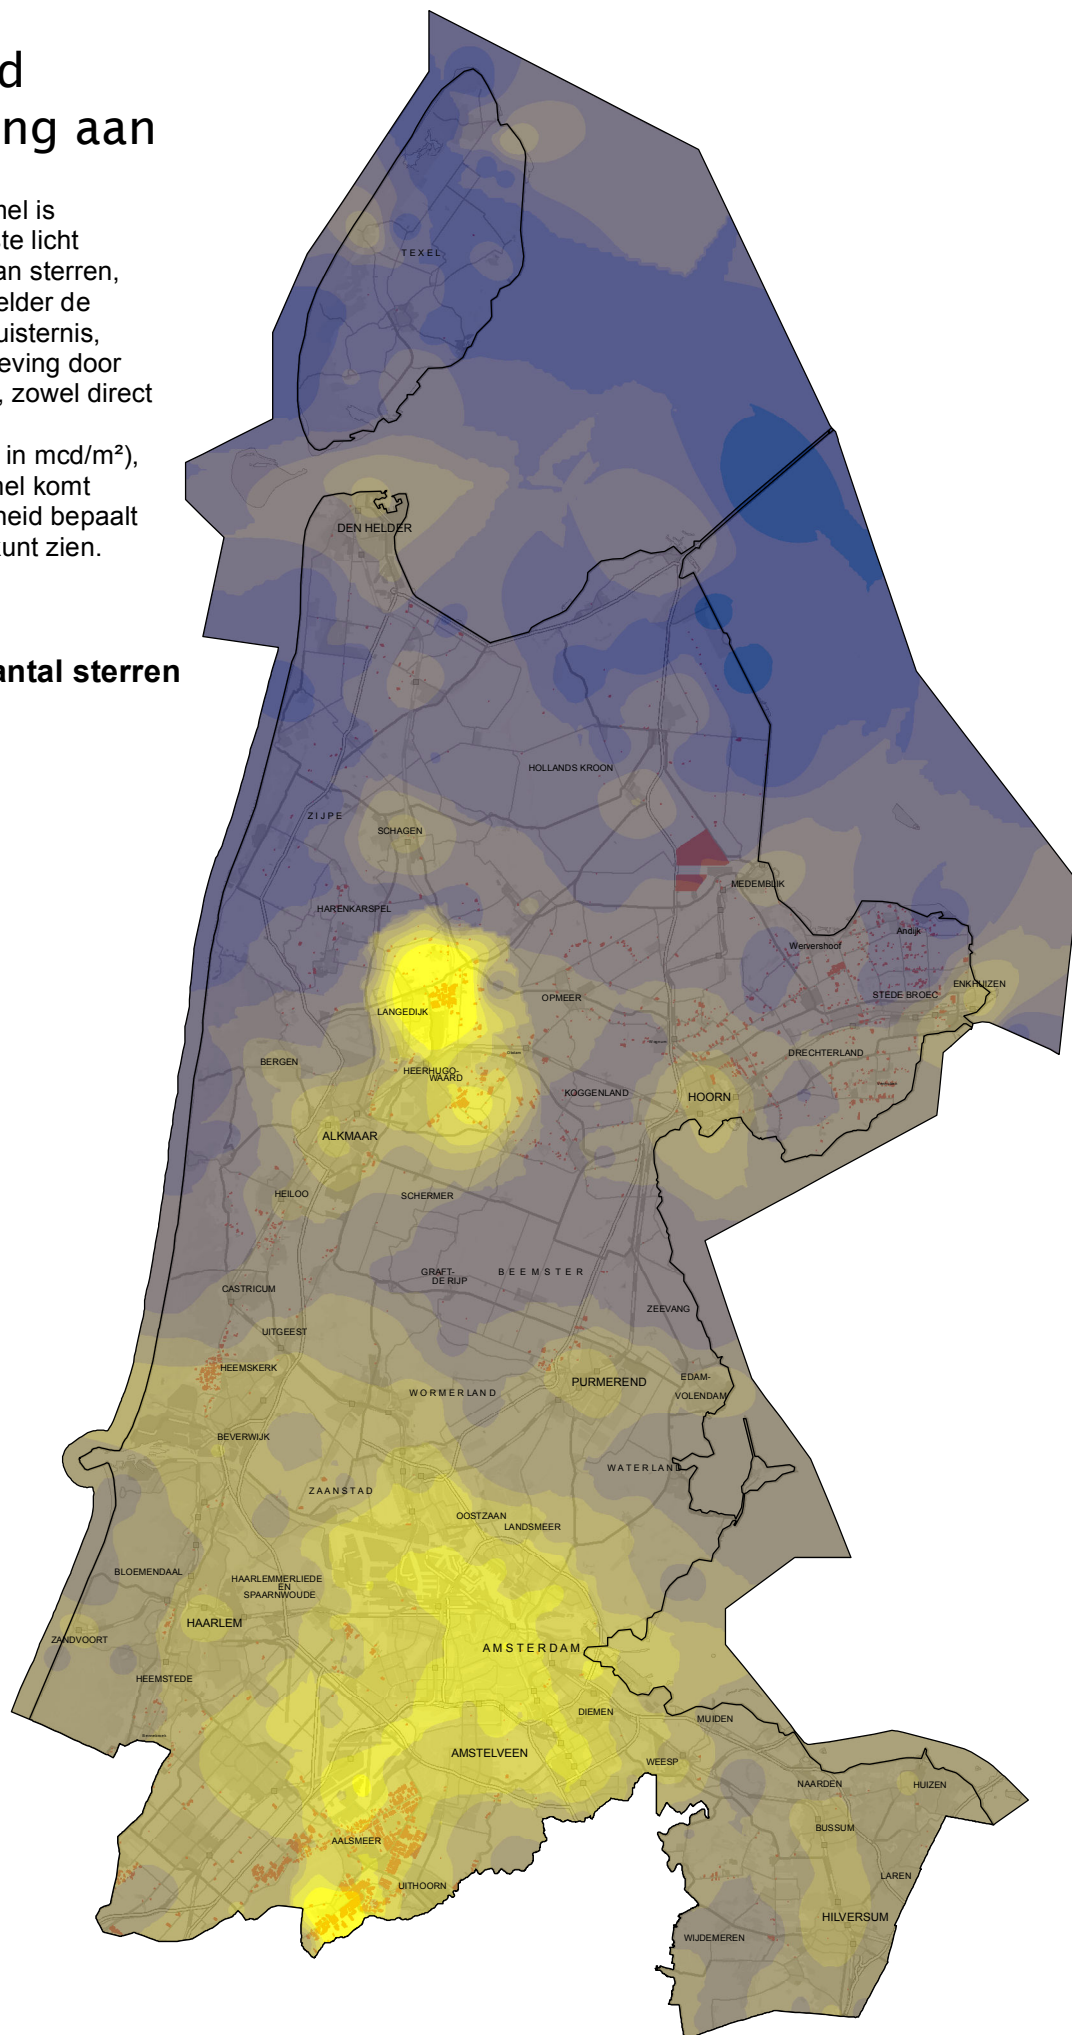 d
ng aan
nel is
ste licht
an sterren,
elder de
uisternis,
eving door
, zowel direct
in mcd/m²),
nel komt
heid bepaalt
kunt zien.
antal sterren
TEXEL
DEN HELDER
HOLLANDS KROON
ZIJPE
SCHAGEN
MEDEMBLIK
HARENKARSPEL
Andijk
Wervershoof
ENKHUIZEN
STEDE BROEC
OPMEER
LANGEDIJK
DRECHTERLAND
BERGEN
HEERHUGO-
WAARD
KOGGENLAND
HOORN
ALKMAAR
HEILOO
SCHERMER
GRAFT-
DE RIJP
BEEMSTER
CASTRICUM
ZEEVANG
UITGEEST
HEEMSKERK
PURMEREND
EDAM-
VOLENDAM
WORMERLAND
BEVERWIJK
WATERLAND
ZAANSTAD
OOSTZAAN
LANDSMEER
BLOEMENDAAL
HAARLEMMERLIEDE
EN
SPAARNWOUDE
HAARLEM
ZANDVOORT
AMSTERDAM
HEEMSTEDE
DIEMEN
MUIDEN
AMSTELVEEN
WEESP
NAARDEN
HUIZEN
BUSSUM
AALSMEER
LAREN
UITHOORN
HILVERSUM
WIJDEMEREN